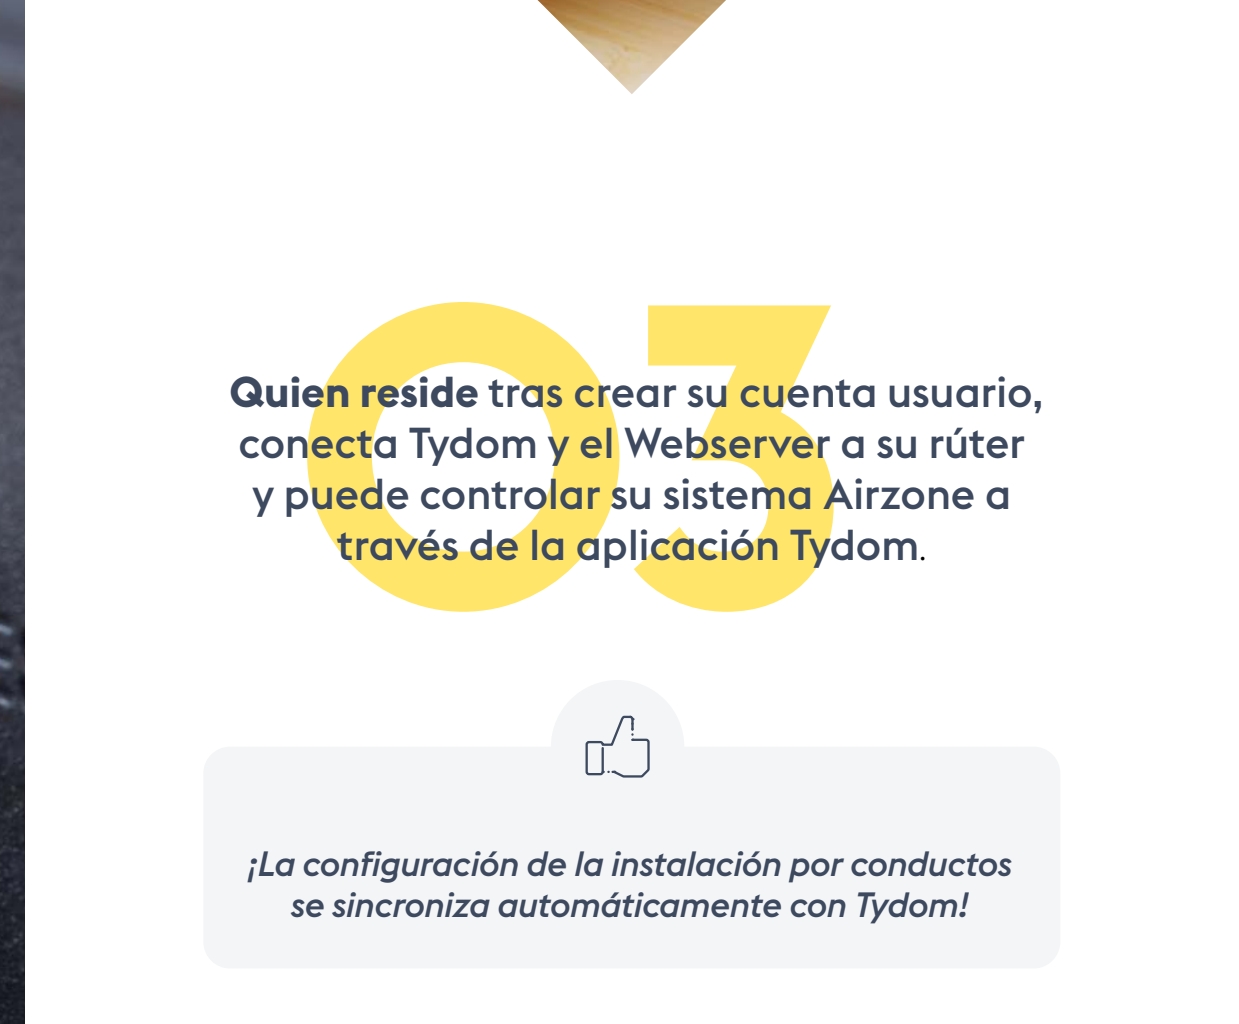 03
Quien reside tras crear su cuenta usuario,
conecta Tydom y el Webserver a su rúter
y puede controlar su sistema Airzone a
través de la aplicación Tydom.
¡La configuración de la instalación por conductos
se sincroniza automáticamente con Tydom!